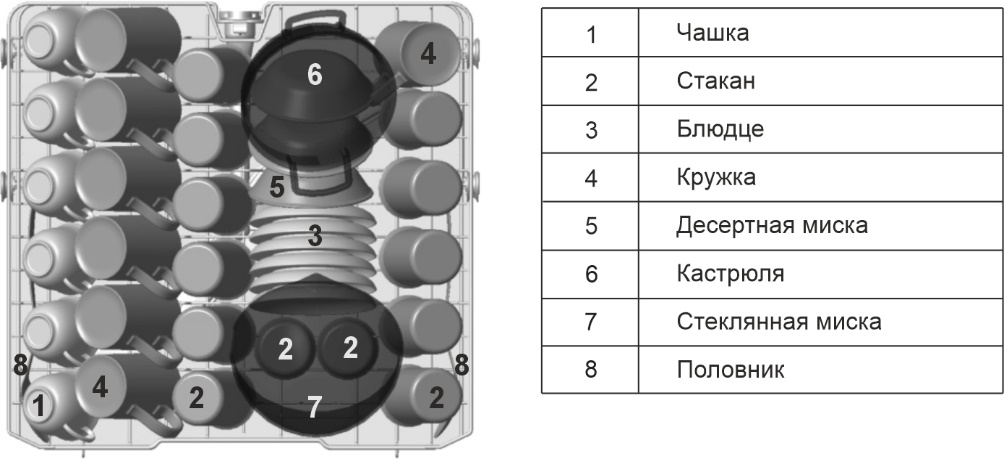 6
4
5
3
2
2
8
8
1
4
2
7
2
1 Чашка
2 Стакан
3 Блюдце
4 Кружка
5 Десертная миска
6 Кастрюля
7 Стеклянная миска
8 Половник